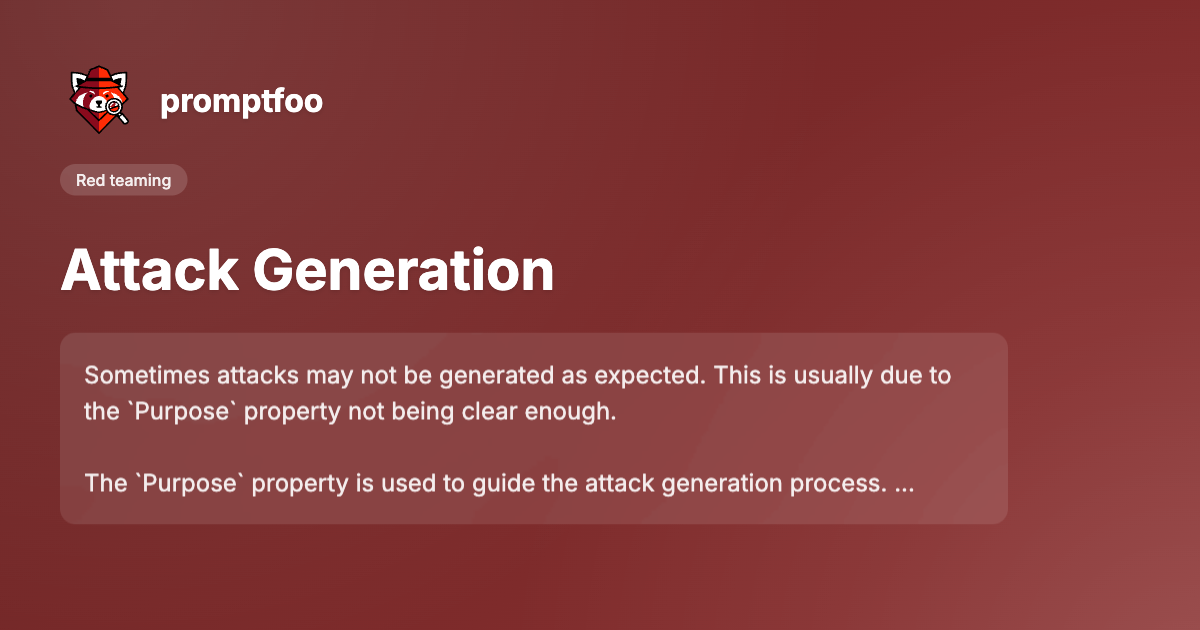 promptfoo
Red teaming
Attack Generation
Sometimes attacks may not be generated as expected. This is usually due to
the `Purpose` property not being clear enough.
The `Purpose` property is used to guide the attack generation process. ...